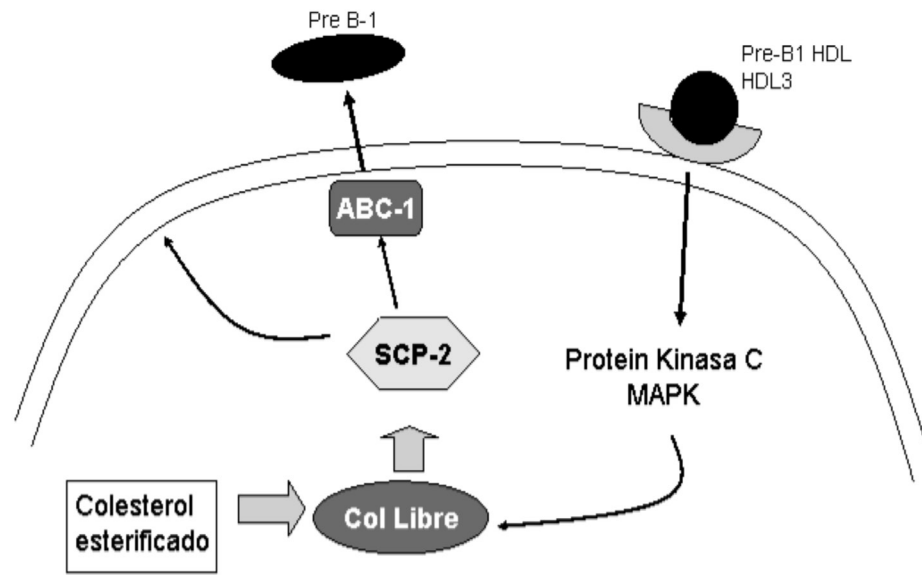 Pre B-1
Pre-B1 HDL
HDL3
ABC-1
SCP-2
Protein Kinasa C
MAPK
Colesterol
esterificado
Col Libre